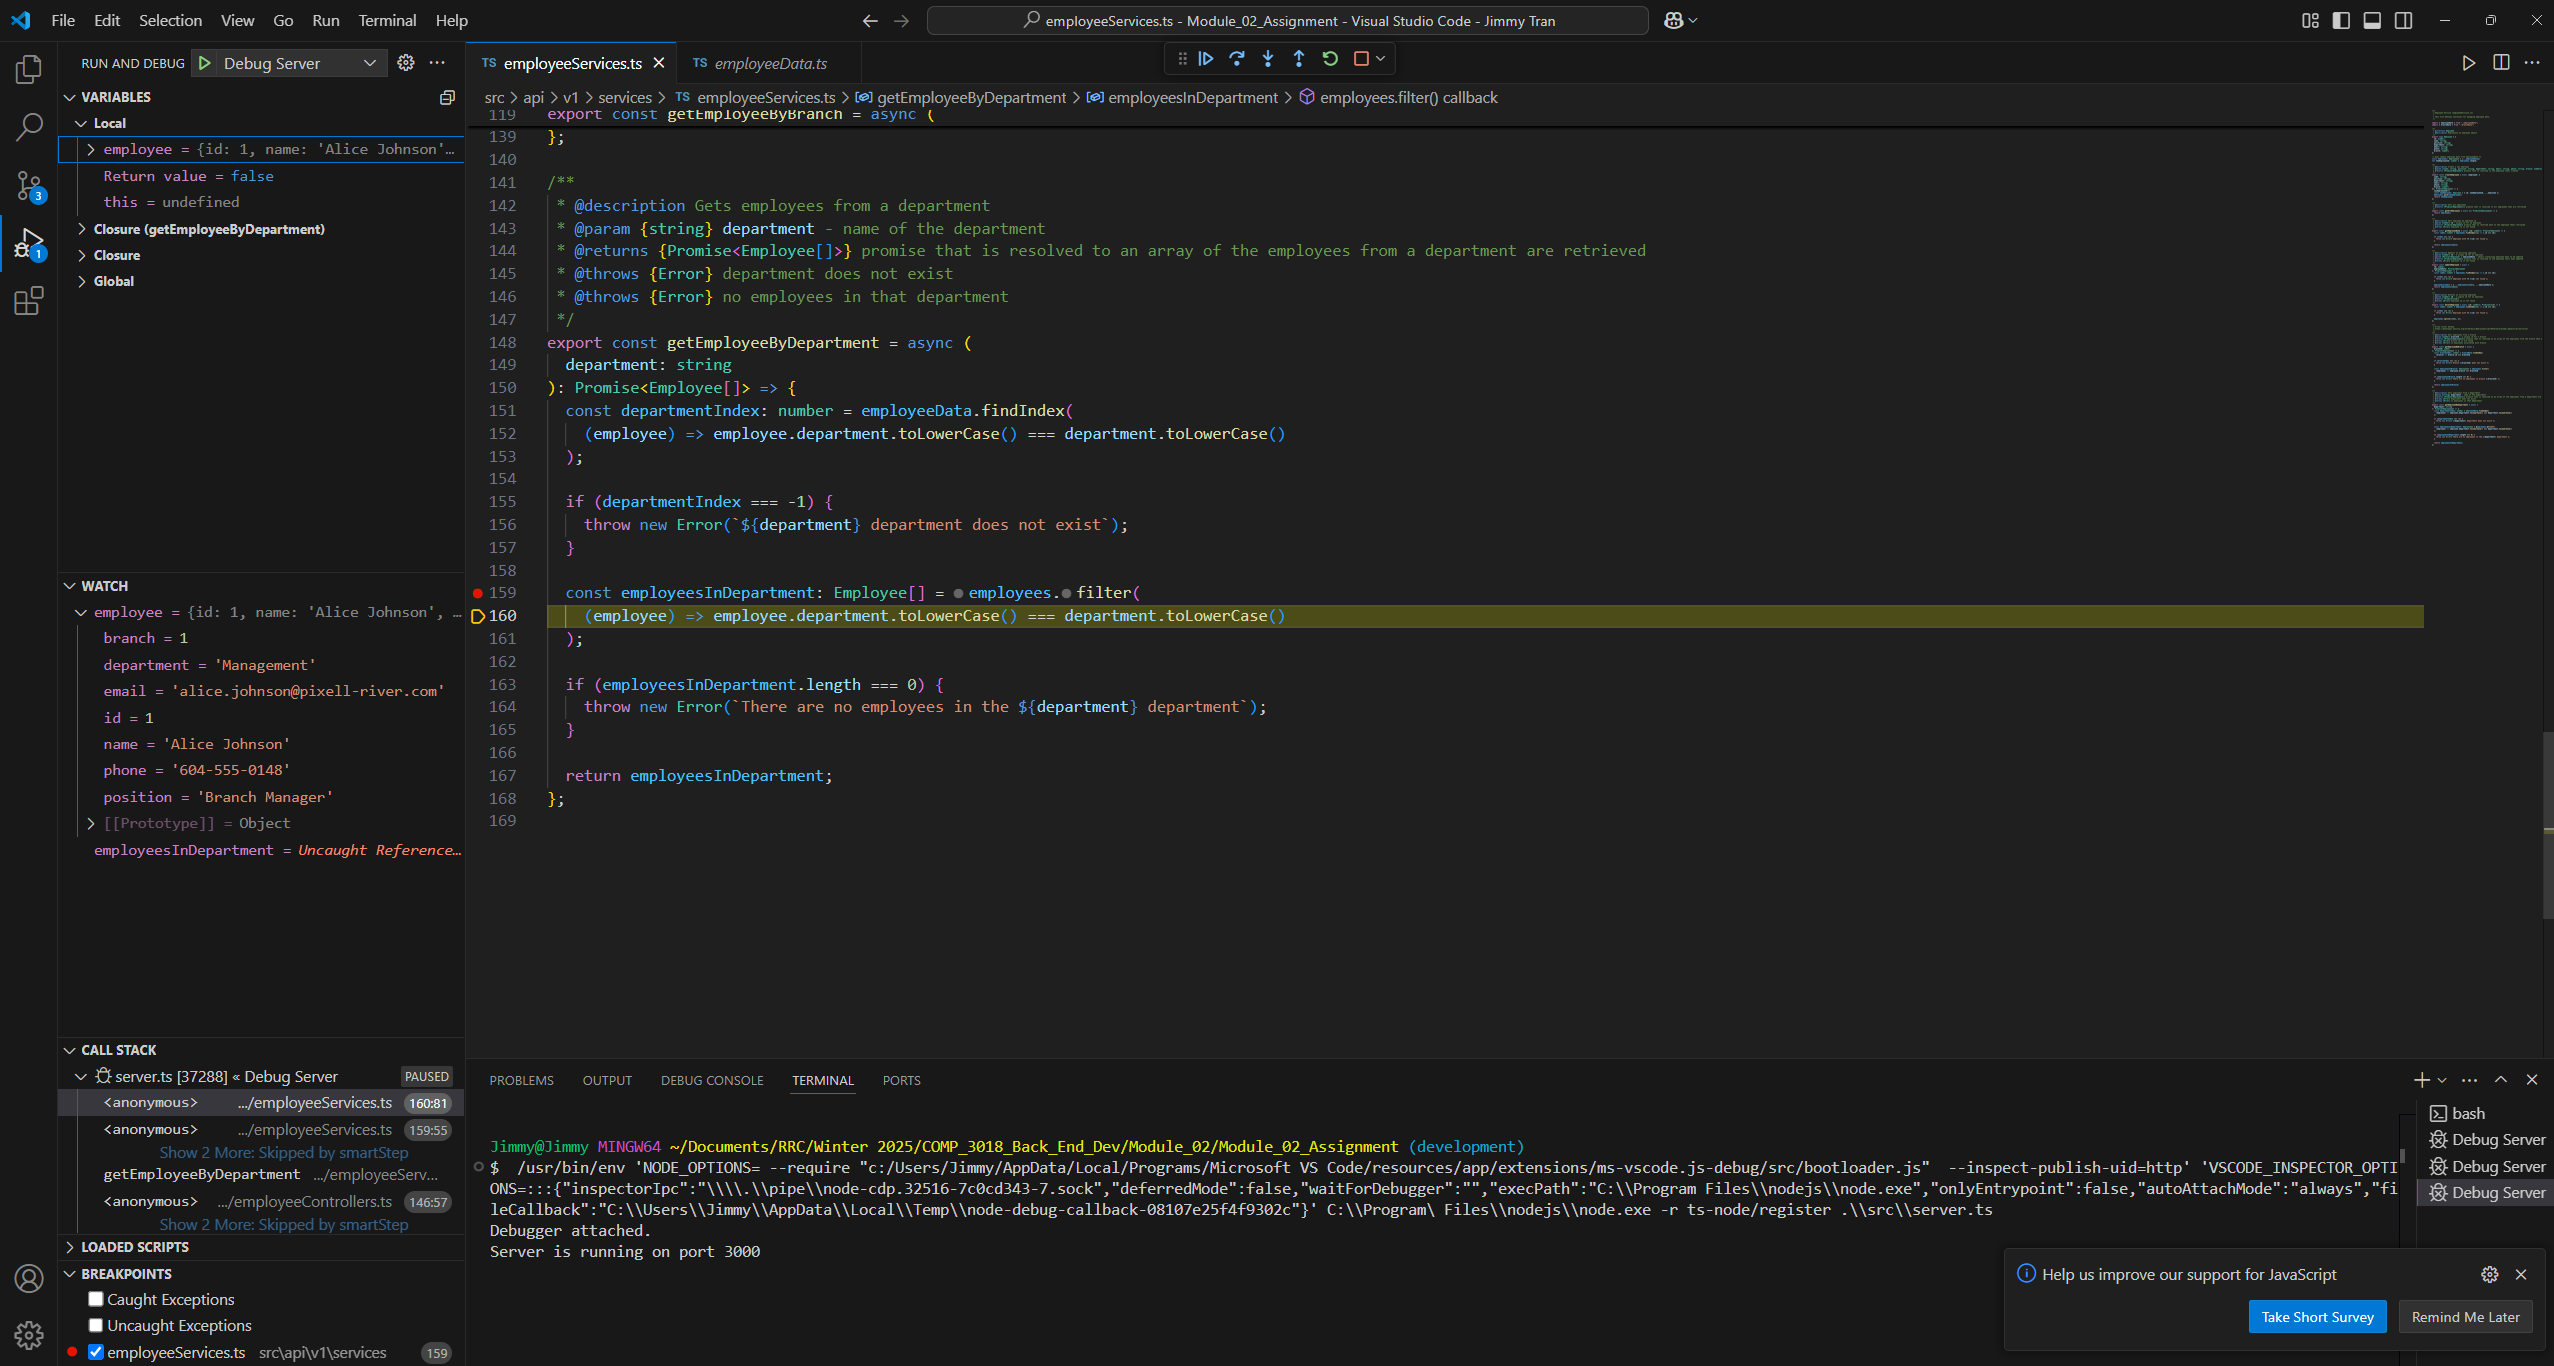 File Edit Selection View Go Run Terminal Help
employeeServices.ts - Module_02_Assignment - Visual Studio Code - Jimmy Tran
RUN AND DEBUG Debug Server
VARIABLES
Local
employee = {id: 1, name: 'Alice Johnson'…
Return value = false
this = undefined
Closure (getEmployeeByDepartment)
Closure
Global
3
1
WATCH
employee = {id: 1, name: 'Alice Johnson', …
branch = 1
department = 'Management'
email = 'alice.johnson@pixell-river.com'
id = 1
name = 'Alice Johnson'
phone = '604-555-0148'
position = 'Branch Manager'
[[Prototype]] = Object
employeesInDepartment = Uncaught Reference…
CALL STACK
server.ts [37288] « Debug Server PAUSED
<anonymous> .../employeeServices.ts 160:81
<anonymous> .../employeeServices.ts 159:55
Show 2 More: Skipped by smartStep
getEmployeeByDepartment .../employeeServ...
<anonymous> .../employeeControllers.ts 146:57
Show 2 More: Skipped by smartStep
LOADED SCRIPTS
BREAKPOINTS
Caught Exceptions
Uncaught Exceptions
employeeServices.ts src\api\v1\services 159
TS employeeServices.ts TS employeeData.ts
src > api > v1 > services > TS employeeServices.ts > getEmployeeByDepartment > employeesInDepartment > employees.filter() callback
119 export const getEmployeeByBranch = async (
139 };
140
141 /**
142 * @description Gets employees from a department
143 * @param {string} department - name of the department
144 * @returns {Promise<Employee[]>} promise that is resolved to an array of the employees from a department are retrieved
145 * @throws {Error} department does not exist
146 * @throws {Error} no employees in that department
147 */
148 export const getEmployeeByDepartment = async (
149 department: string
150 ): Promise<Employee[]> => {
151 const departmentIndex: number = employeeData.findIndex(
152 (employee) => employee.department.toLowerCase() === department.toLowerCase()
153 );
154
155 if (departmentIndex === -1) {
156 throw new Error(`${department} department does not exist`);
157 }
158
159 const employeesInDepartment: Employee[] = employees.filter(
160 (employee) => employee.department.toLowerCase() === department.toLowerCase()
161 );
162
163 if (employeesInDepartment.length === 0) {
164 throw new Error(`There are no employees in the ${department} department`);
165 }
166
167 return employeesInDepartment;
168 };
169
PROBLEMS OUTPUT DEBUG CONSOLE TERMINAL PORTS
Jimmy@Jimmy MINGW64 ~/Documents/RRC/Winter 2025/COMP_3018_Back_End_Dev/Module_02/Module_02_Assignment (development)
$ /usr/bin/env 'NODE_OPTIONS= --require "c:/Users/Jimmy/AppData/Local/Programs/Microsoft VS Code/resources/app/extensions/ms-vscode.js-debug/src/bootloader.js" --inspect-publish-uid=http' 'VSCODE_INSPECTOR_OPTI
ONS=:::{"inspectorIpc":"\\\\.\\pipe\\node-cdp.32516-7c0cd343-7.sock","deferredMode":false,"waitForDebugger":"","execPath":"C:\\Program Files\\nodejs\\node.exe","onlyEntrypoint":false,"autoAttachMode":"always","fi
leCallback":"C:\\Users\\Jimmy\\AppData\\Local\\Temp\\node-debug-callback-08107e25f4f9302c"}' C:\\Program\ Files\\nodejs\\node.exe -r ts-node/register .\\src\\server.ts
Debugger attached.
Server is running on port 3000
bash
Debug Server
Debug Server
Debug Server
Help us improve our support for JavaScript
Take Short Survey Remind Me Later